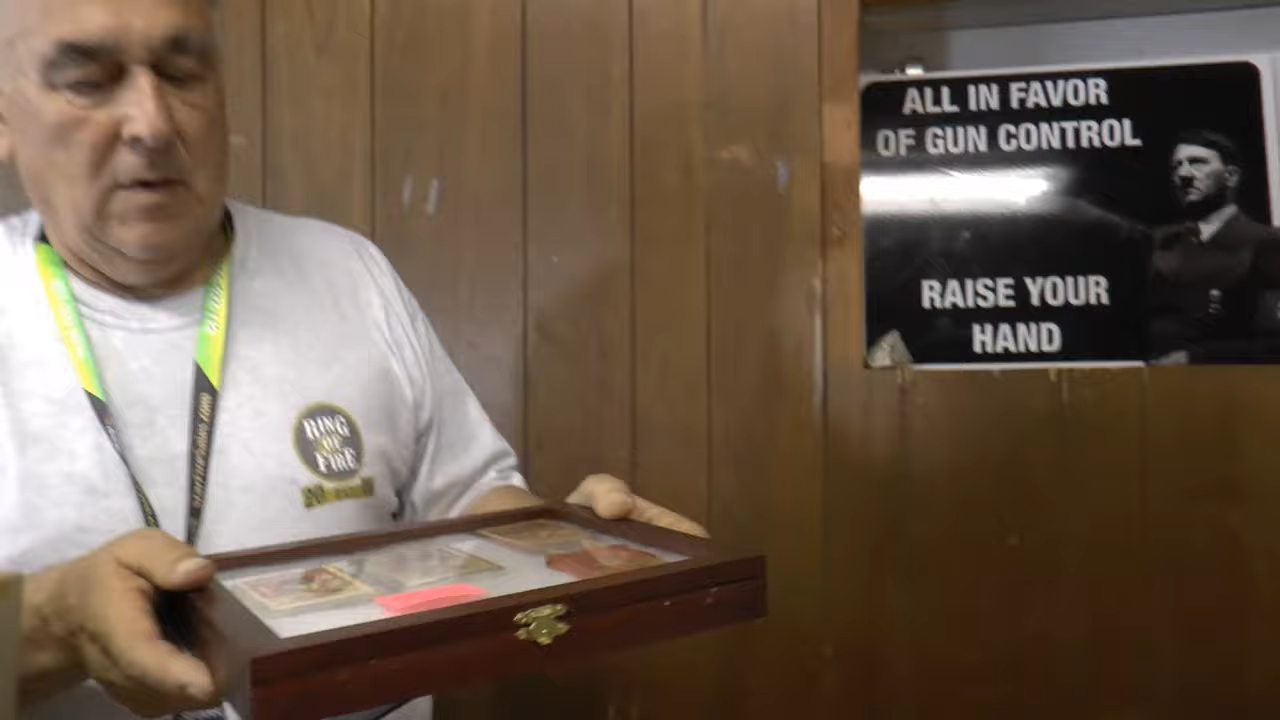 ALL IN FAVOR
OF GUN CONTROL
RAISE YOUR
HAND
RING
OF
FIRE